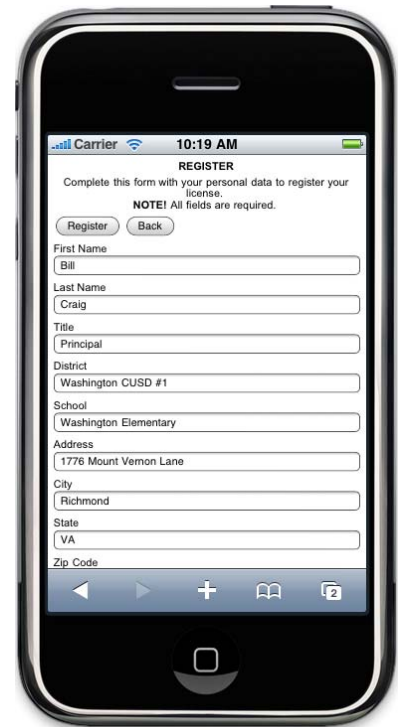 Carrier 10:19 AM
REGISTER
Complete this form with your personal data to register your
license.
NOTE! All fields are required.
Register Back
First Name
Bill
Last Name
Craig
Title
Principal
District
Washington CUSD #1
School
Washington Elementary
Address
1776 Mount Vernon Lane
City
Richmond
State
VA
Zip Code
2